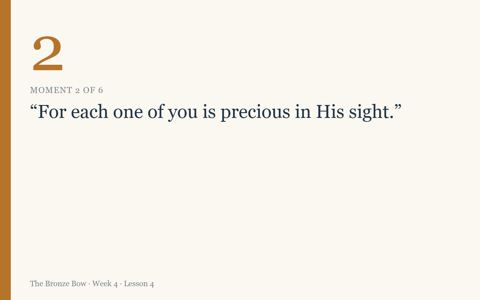 2
MOMENT 2 OF 6
“For each one of you is precious in His sight.”
The Bronze Bow · Week 4 · Lesson 4